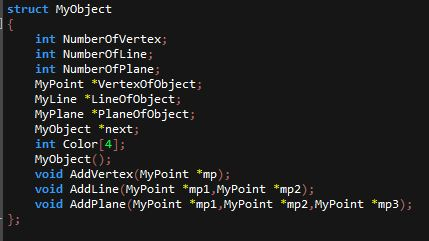 struct MyObject
{
int NumberOfVertex;
int NumberOfLine;
int NumberOfPlane;
MyPoint *VertexOfObject;
MyLine *LineOfObject;
MyPlane *PlaneOfObject;
MyObject *next;
int Color[4];
MyObject();
void AddVertex(MyPoint *mp);
void AddLine(MyPoint *mp1,MyPoint *mp2);
void AddPlane(MyPoint *mp1,MyPoint *mp2,MyPoint *mp3);
};